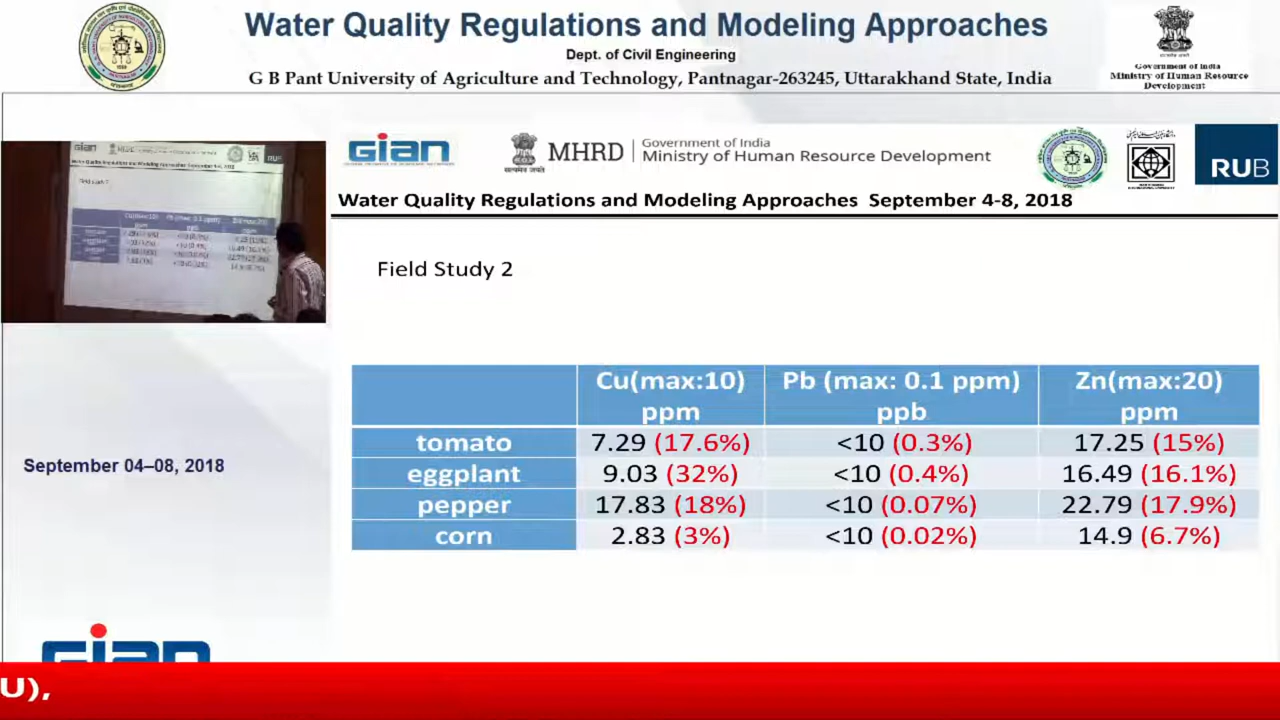 Water Quality Regulations and Modeling Approaches
Dept. of Civil Engineering
G B Pant University of Agriculture and Technology, Pantnagar-263245, Uttarakhand State, India
Government of India
Ministry of Human Resource
Development
GIAN
MHRD
Government of India
Ministry of Human Resource Development
सत्यमेव जयते
RUB
Water Quality Regulations and Modeling Approaches September 4-8, 2018
Field Study 2
Cu(max:10) ppm Pb (max: 0.1 ppm) ppb Zn(max:20) ppm
tomato 7.29 (17.6%) <10 (0.3%) 17.25 (15%)
eggplant 9.03 (32%) <10 (0.4%) 16.49 (16.1%)
pepper 17.83 (18%) <10 (0.07%) 22.79 (17.9%)
corn 2.83 (3%) <10 (0.02%) 14.9 (6.7%)
September 04–08, 2018
GIAN
U),